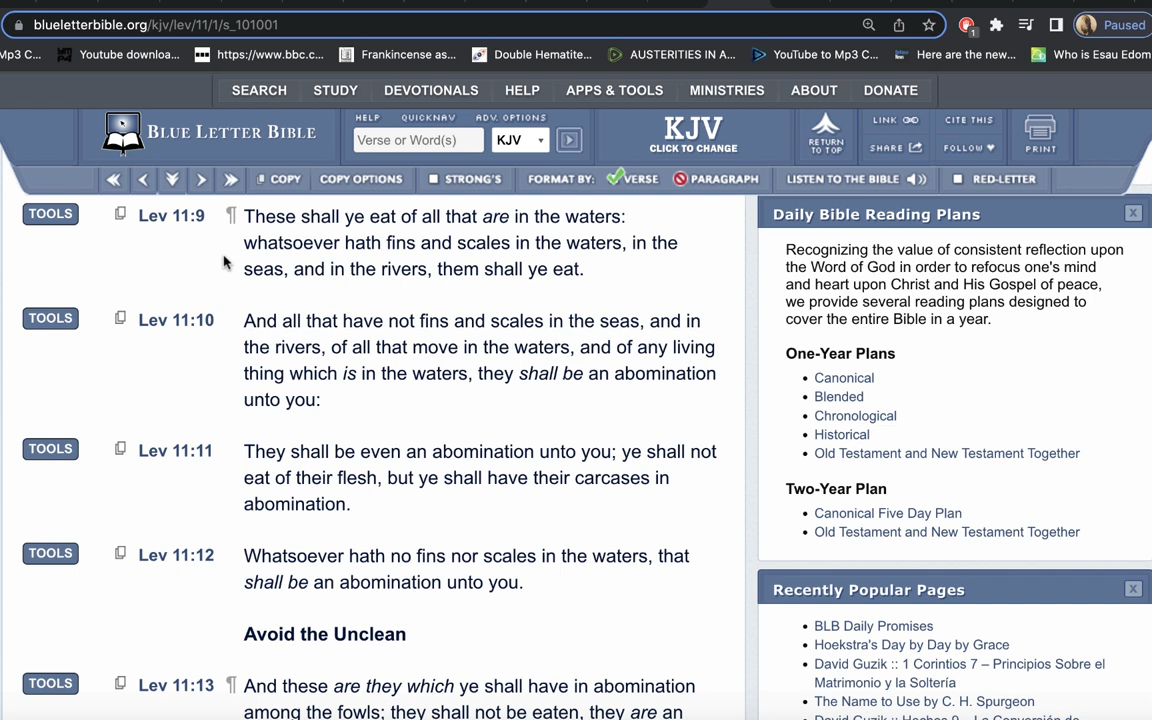 blueletterbible.org/kjv/lev/11/1/s_101001
1
Paused
Mp3 C...
Youtube downloa...
https://www.bbc.c...
Frankincense as...
Double Hematite...
AUSTERITIES IN A...
YouTube to Mp3 C...
Here are the new...
Who is Esau Edom
SEARCH STUDY DEVOTIONALS HELP APPS & TOOLS MINISTRIES ABOUT DONATE
BLUE LETTER BIBLE
HELP QUICKNAV ADV. OPTIONS
Verse or Word(s)
KJV
KJV
CLICK TO CHANGE
RETURN
TO TOP
LINK
CITE THIS
SHARE
FOLLOW
PRINT
COPY COPY OPTIONS STRONG'S FORMAT BY: VERSE PARAGRAPH LISTEN TO THE BIBLE RED-LETTER
TOOLS Lev 11:9 ¶ These shall ye eat of all that are in the waters:
whatsoever hath fins and scales in the waters, in the
seas, and in the rivers, them shall ye eat.
TOOLS Lev 11:10 And all that have not fins and scales in the seas, and in
the rivers, of all that move in the waters, and of any living
thing which is in the waters, they shall be an abomination
unto you:
TOOLS Lev 11:11 They shall be even an abomination unto you; ye shall not
eat of their flesh, but ye shall have their carcases in
abomination.
TOOLS Lev 11:12 Whatsoever hath no fins nor scales in the waters, that
shall be an abomination unto you.
Avoid the Unclean
TOOLS Lev 11:13 ¶ And these are they which ye shall have in abomination
among the fowls; they shall not be eaten, they are an
Daily Bible Reading Plans
X
Recognizing the value of consistent reflection upon
the Word of God in order to refocus one's mind
and heart upon Christ and His Gospel of peace,
we provide several reading plans designed to
cover the entire Bible in a year.
One-Year Plans
• Canonical
• Blended
• Chronological
• Historical
• Old Testament and New Testament Together
Two-Year Plan
• Canonical Five Day Plan
• Old Testament and New Testament Together
Recently Popular Pages
X
• BLB Daily Promises
• Hoekstra's Day by Day by Grace
• David Guzik :: 1 Corintios 7 – Principios Sobre el
Matrimonio y la Soltería
• The Name to Use by C. H. Spurgeon
• David Guzik :: Hechos 9 – La Conversión de